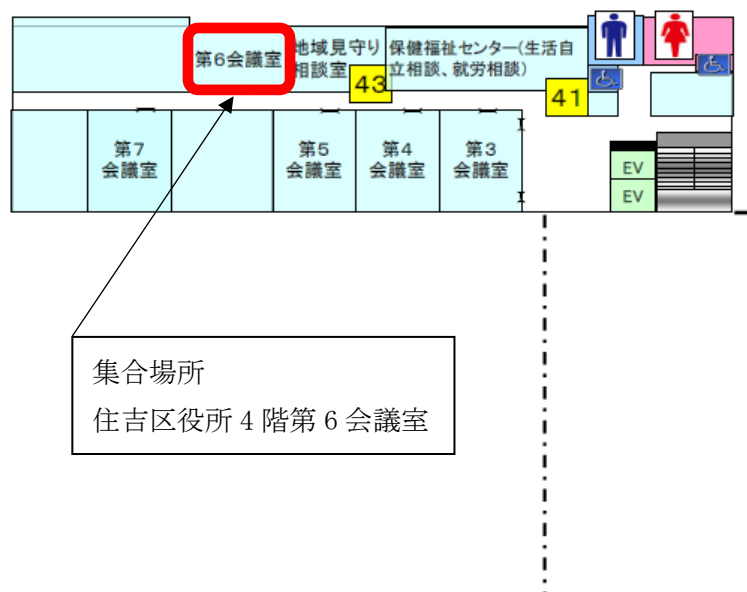 第6会議室
地域見守り
相談室
43
保健福祉センター(生活自
立相談、就労相談)
41
第7
会議室
第5
会議室
第4
会議室
第3
会議室
EV
EV
集合場所
住吉区役所4階第6会議室